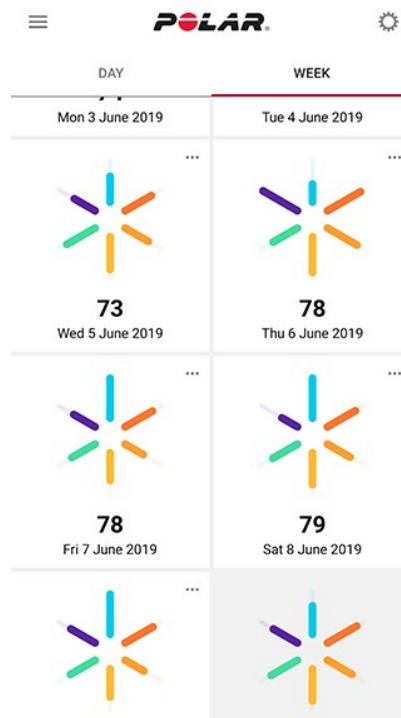 POLAR.
DAY WEEK
Mon 3 June 2019 Tue 4 June 2019
73 78
Wed 5 June 2019 Thu 6 June 2019
78 79
Fri 7 June 2019 Sat 8 June 2019